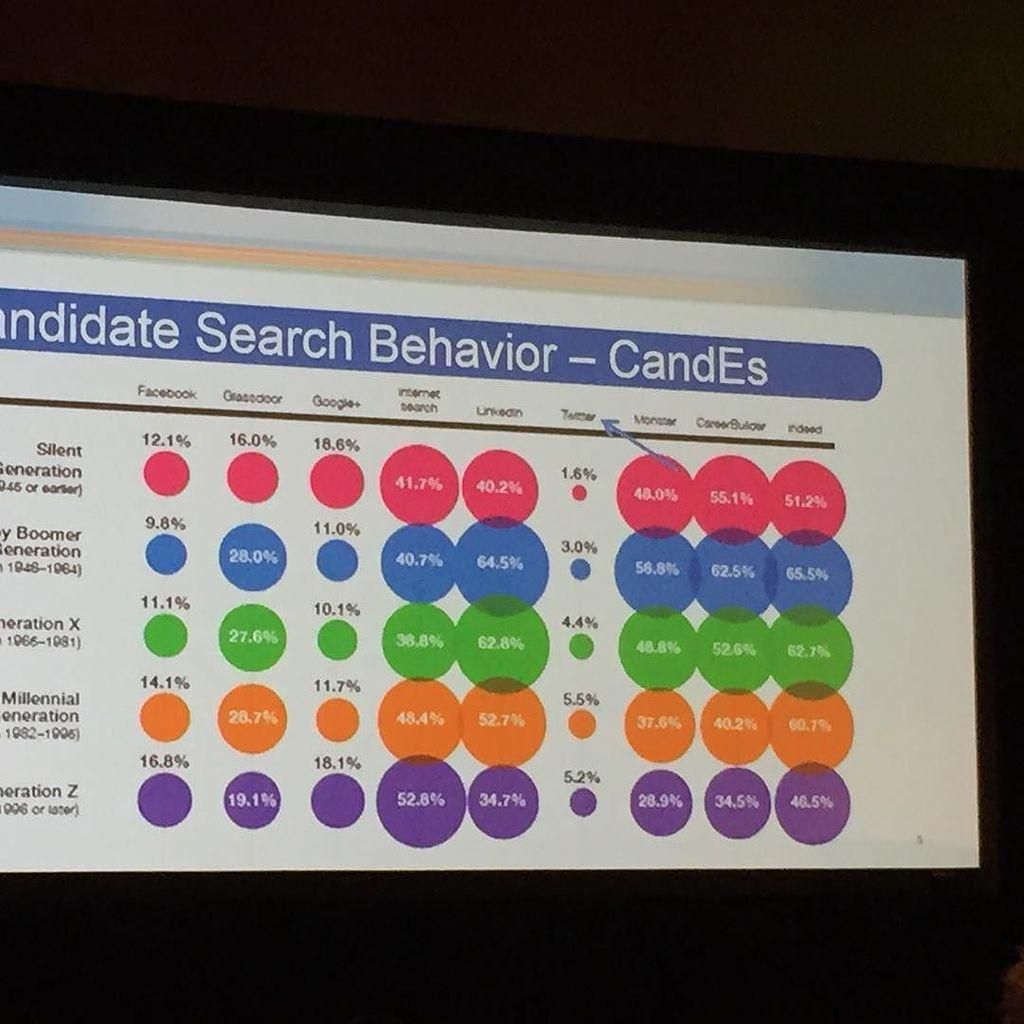 andidate Search Behavior – CandEs
Facebook Glassdoor Google+ Internet search LinkedIn Twitter Monster CareerBuilder Indeed
Silent
Generation
945 or earlier)
12.1% 16.0% 18.6% 41.7% 40.2% 1.6% 48.0% 55.1% 51.2%
y Boomer
Generation
1946–1964)
9.8% 28.0% 11.0% 40.7% 64.5% 3.0% 56.8% 62.5% 65.5%
neration X
1965–1981)
11.1% 27.6% 10.1% 38.8% 62.8% 4.4% 48.8% 52.6% 62.7%
Millennial
eneration
1982–1995)
14.1% 26.7% 11.7% 48.4% 52.7% 5.5% 37.6% 40.2% 60.7%
neration Z
996 or later)
16.8% 19.1% 18.1% 52.8% 34.7% 5.2% 28.9% 34.5% 46.5%
5